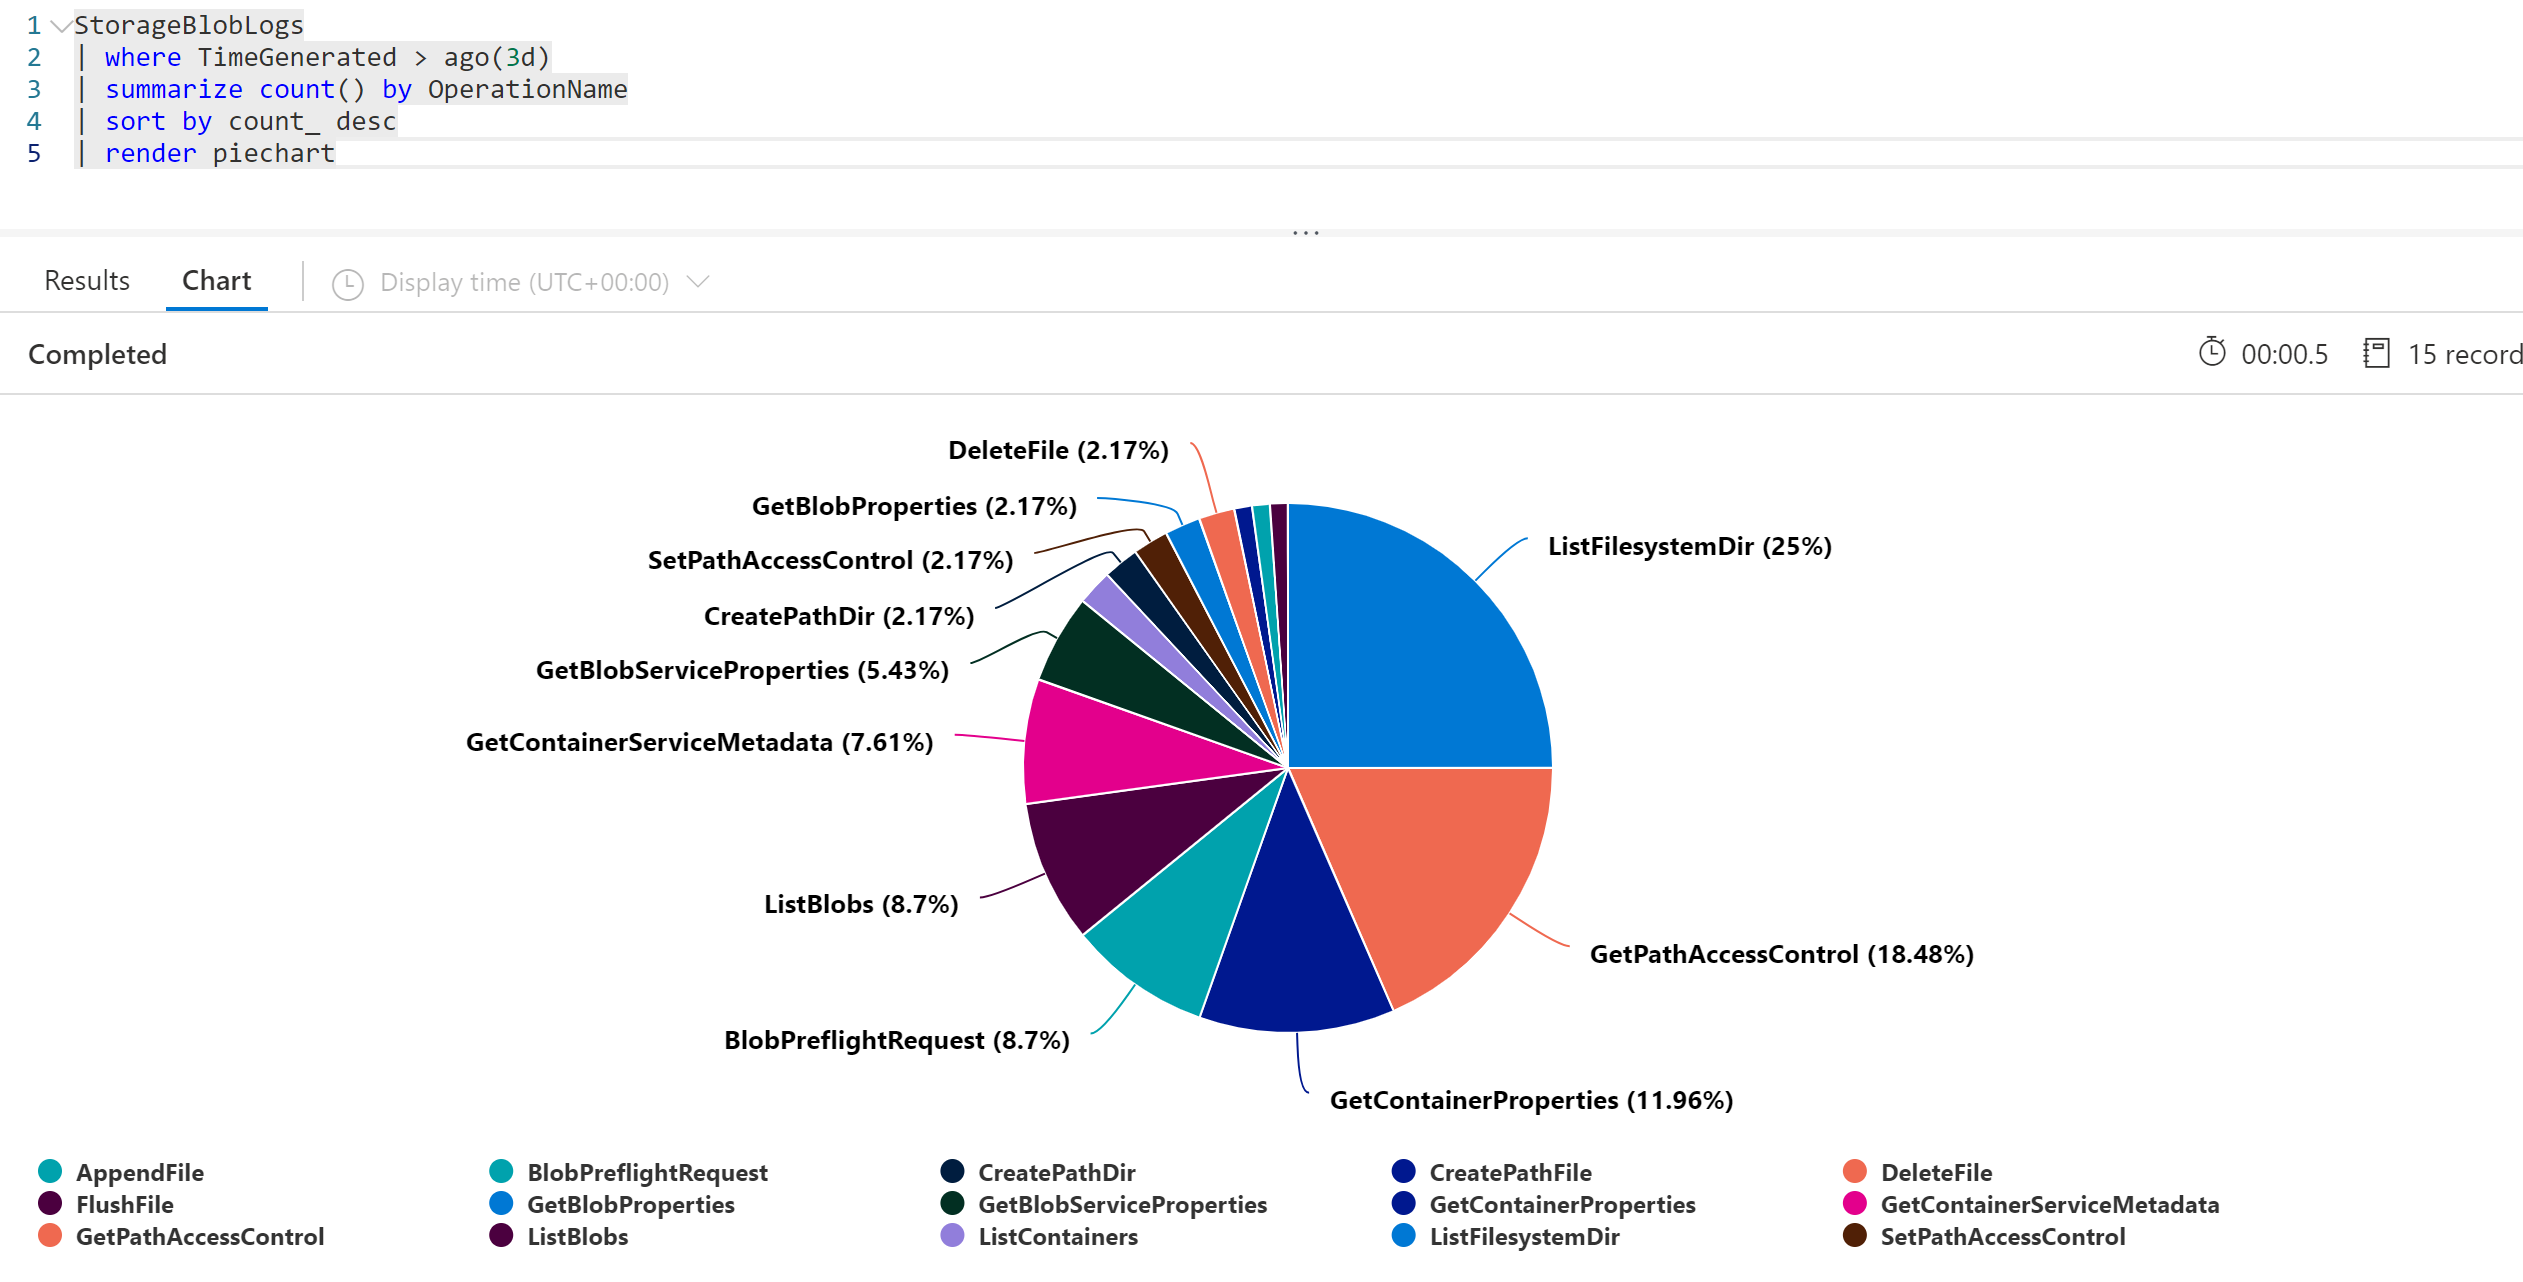 1 StorageBlobLogs
2 | where TimeGenerated > ago(3d)
3 | summarize count() by OperationName
4 | sort by count_ desc
5 | render piechart
...
Results Chart Display time (UTC+00:00)
Completed 00:00.5 15 record
DeleteFile (2.17%)
GetBlobProperties (2.17%)
SetPathAccessControl (2.17%)
CreatePathDir (2.17%)
GetBlobServiceProperties (5.43%)
GetContainerServiceMetadata (7.61%)
ListBlobs (8.7%)
BlobPreflightRequest (8.7%)
ListFilesystemDir (25%)
GetPathAccessControl (18.48%)
GetContainerProperties (11.96%)
AppendFile BlobPreflightRequest CreatePathDir CreatePathFile DeleteFile
FlushFile GetBlobProperties GetBlobServiceProperties GetContainerProperties GetContainerServiceMetadata
GetPathAccessControl ListBlobs ListContainers ListFilesystemDir SetPathAccessControl